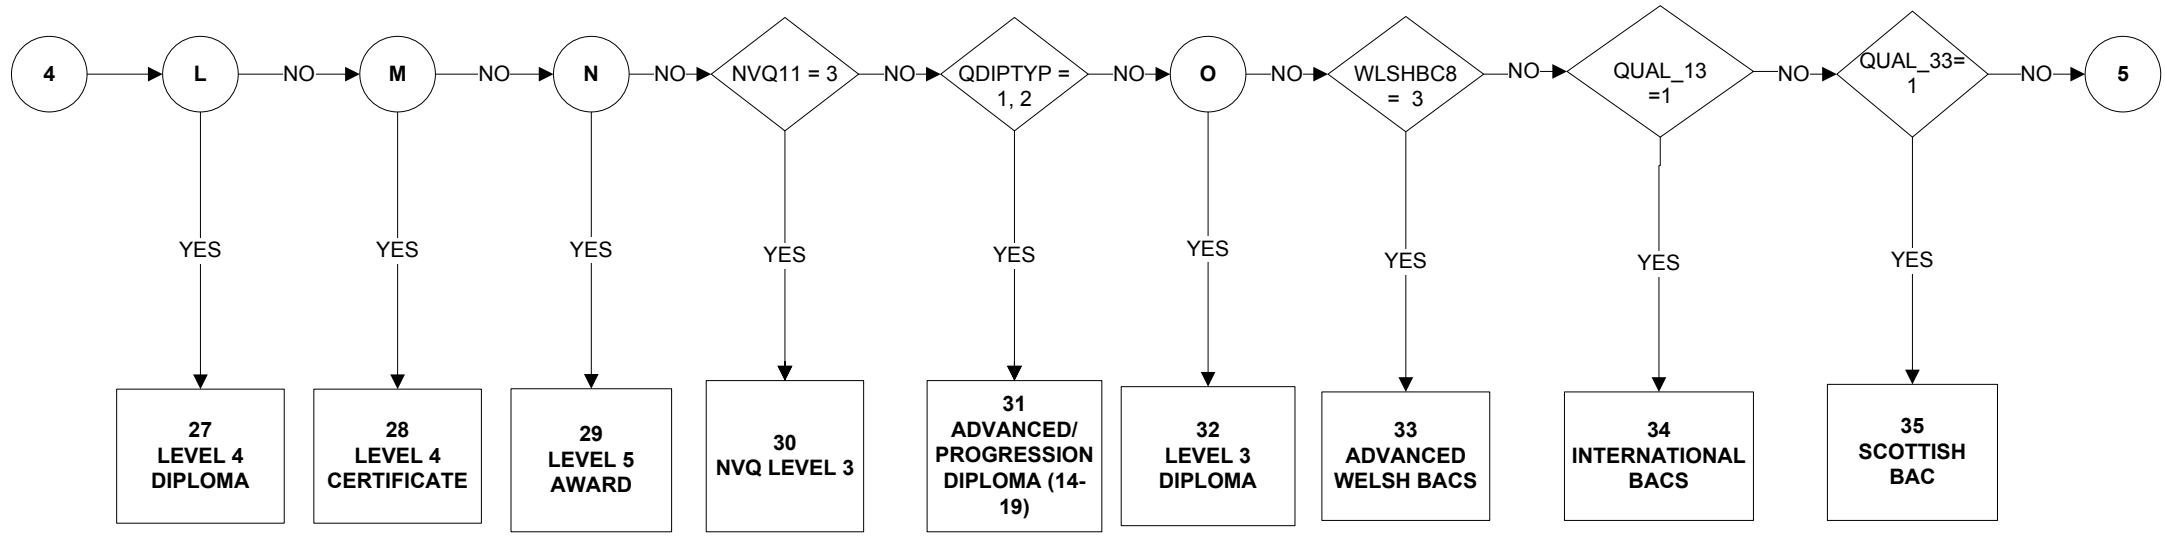 4
L
NO
M
NO
N
NO
NVQ11 = 3
NO
QDIPTYP =
1, 2
NO
O
NO
WLSHBC8
= 3
NO
QUAL_13
=1
NO
QUAL_33=
1
NO
5
YES
YES
YES
YES
YES
YES
YES
YES
YES
27
LEVEL 4
DIPLOMA
28
LEVEL 4
CERTIFICATE
29
LEVEL 5
AWARD
30
NVQ LEVEL 3
31
ADVANCED/
PROGRESSION
DIPLOMA (14-
19)
32
LEVEL 3
DIPLOMA
33
ADVANCED
WELSH BACS
34
INTERNATIONAL
BACS
35
SCOTTISH
BAC